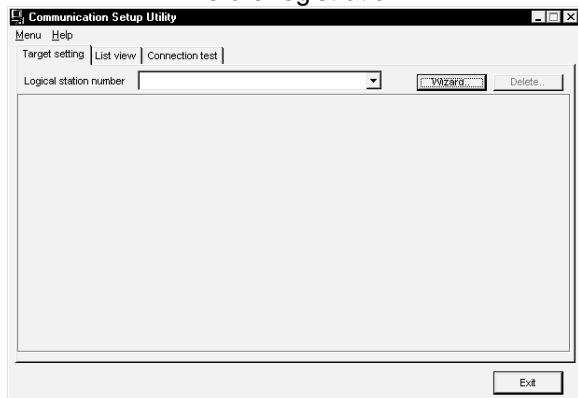 Communication Setup Utility
Menu Help
Target setting List view Connection test
Logical station number Wizard... Delete...
Exit